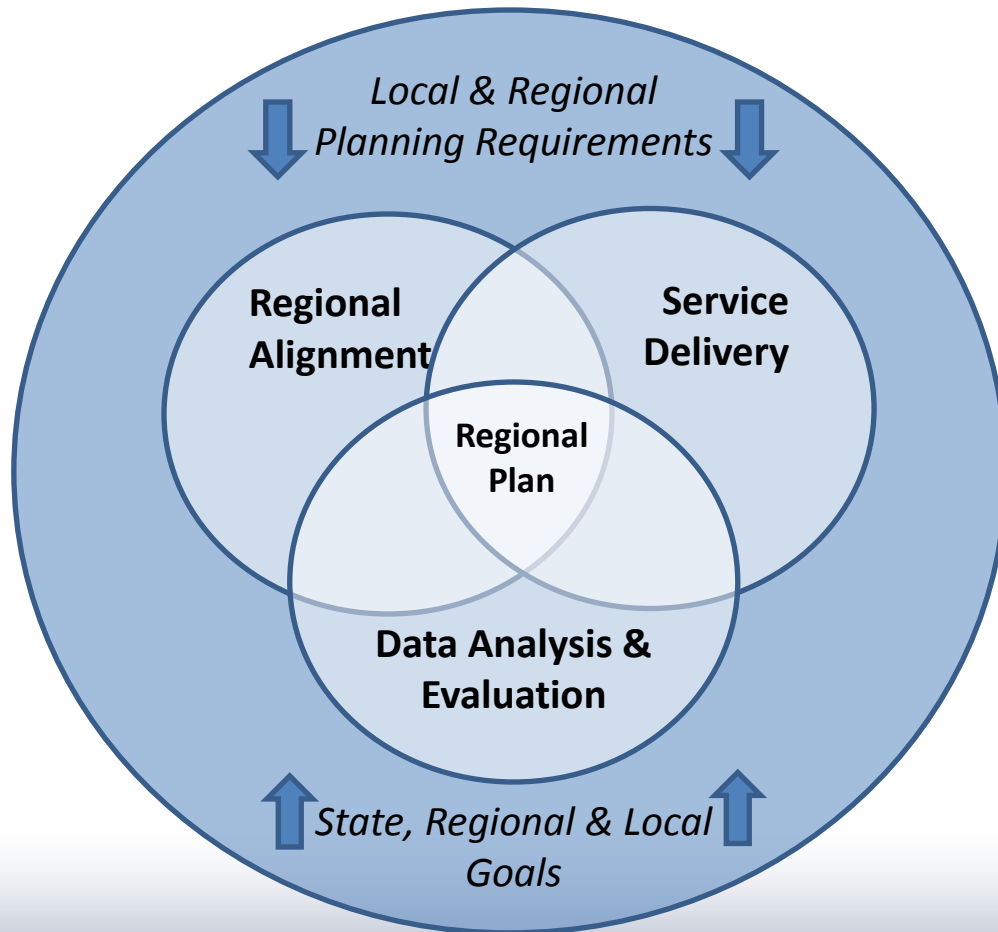 Local & Regional
Planning Requirements
Regional
Alignment
Service
Delivery
Regional
Plan
Data Analysis &
Evaluation
State, Regional & Local
Goals